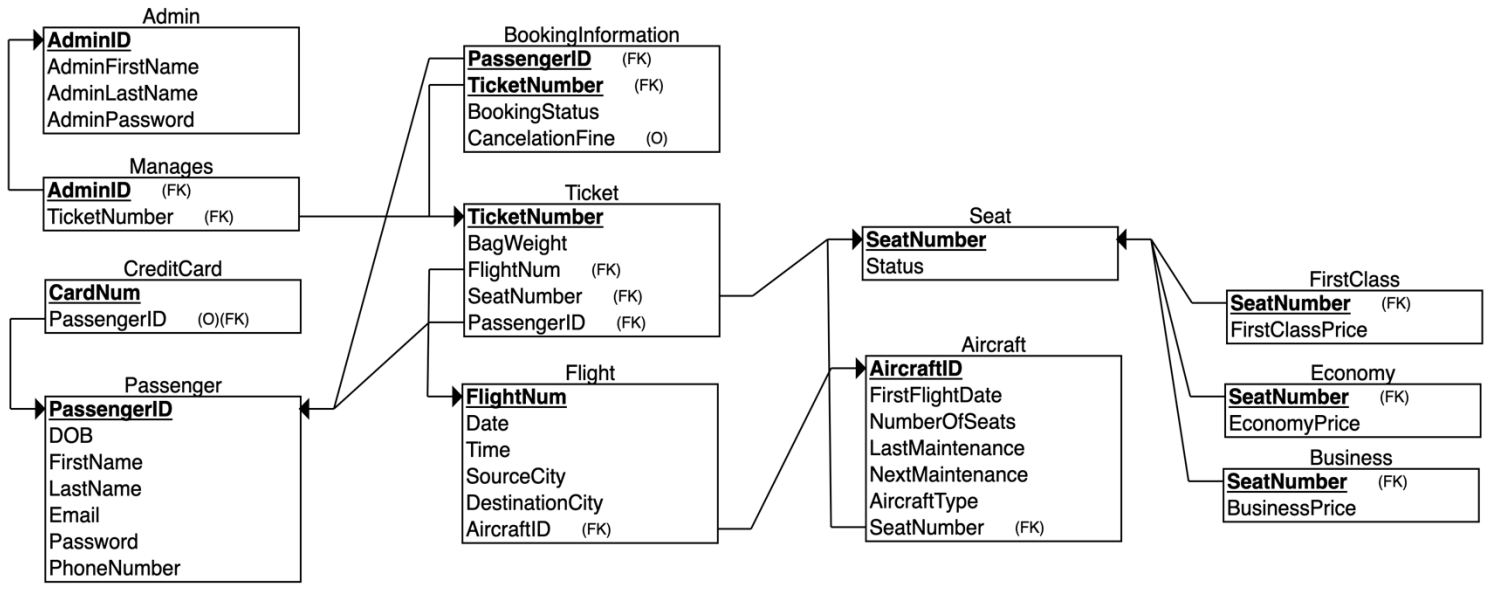 Admin
AdminID
AdminFirstName
AdminLastName
AdminPassword
Manages
AdminID (FK)
TicketNumber (FK)
CreditCard
CardNum
PassengerID (O)(FK)
Passenger
PassengerID
DOB
FirstName
LastName
Email
Password
PhoneNumber
BookingInformation
PassengerID (FK)
TicketNumber (FK)
BookingStatus
CancelationFine (O)
Ticket
TicketNumber
BagWeight
FlightNum (FK)
SeatNumber (FK)
PassengerID (FK)
Flight
FlightNum
Date
Time
SourceCity
DestinationCity
AircraftID (FK)
Seat
SeatNumber
Status
Aircraft
AircraftID
FirstFlightDate
NumberOfSeats
LastMaintenance
NextMaintenance
AircraftType
SeatNumber (FK)
FirstClass
SeatNumber (FK)
FirstClassPrice
Economy
SeatNumber (FK)
EconomyPrice
Business
SeatNumber (FK)
BusinessPrice